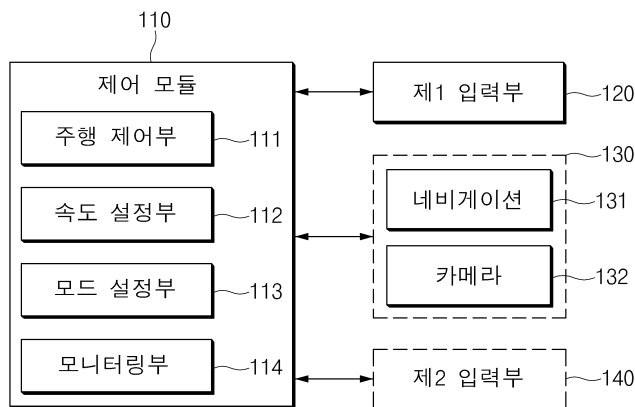 110
제어 모듈
주행 제어부
111
속도 설정부
112
모드 설정부
113
모니터링부
114
제1 입력부
120
130
네비게이션
131
카메라
132
제2 입력부
140